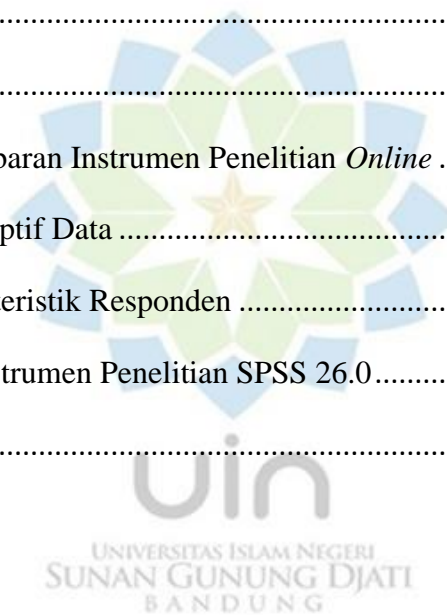 ............................................................
............................................................
baran Instrumen Penelitian Online .
ptif Data ............................................
teristik Responden ............................
trumen Penelitian SPSS 26.0.........
............................................................
uin
UNIVERSITAS ISLAM NEGERI
SUNAN GUNUNG DJATI
BANDUNG